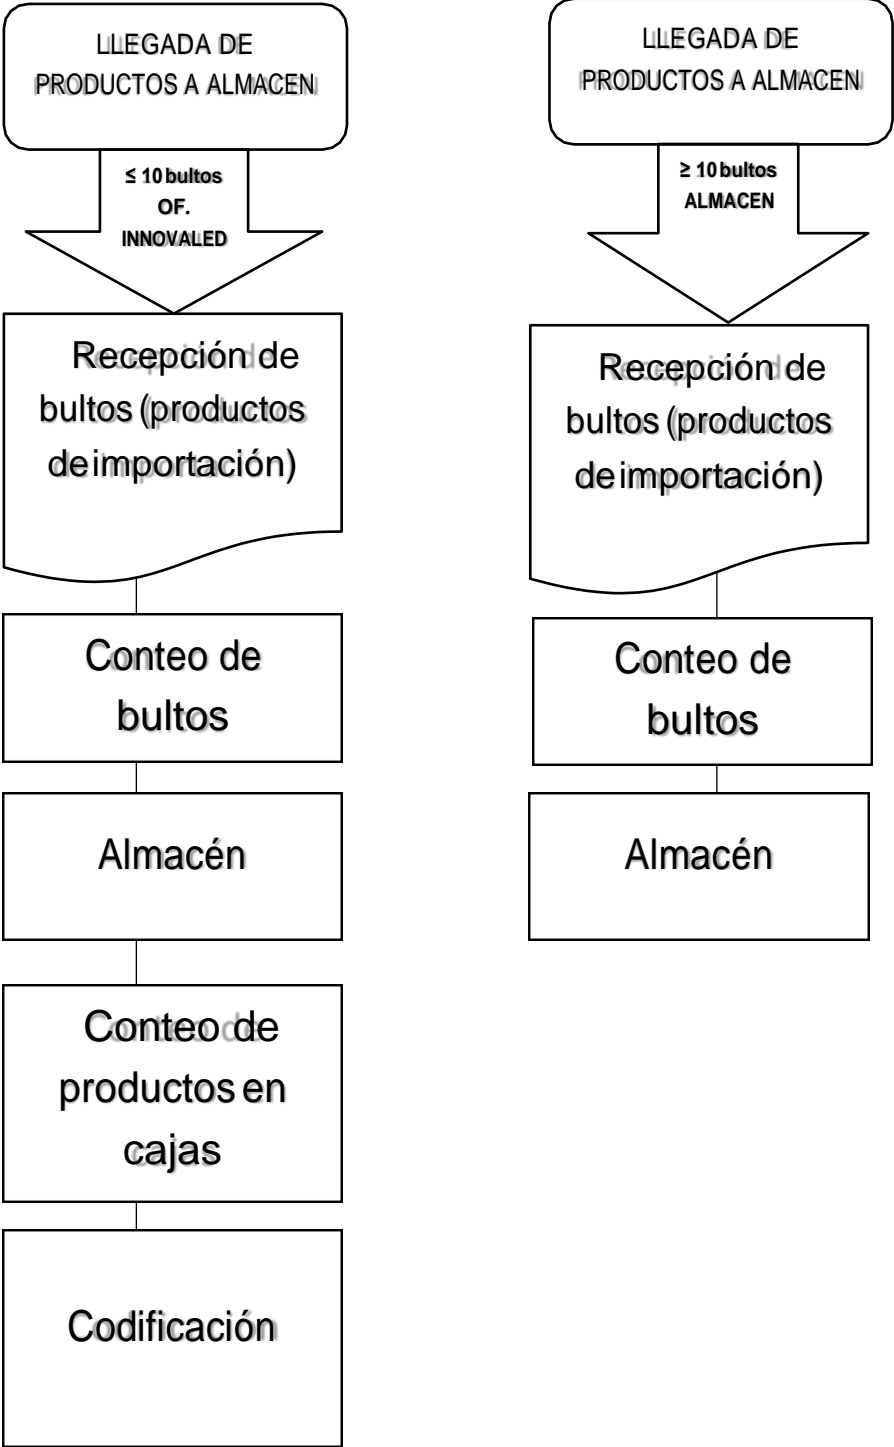 LLEGADA DE
PRODUCTOS A ALMACEN
≤ 10 bultos
OF.
INNOVALED
Recepción de
bultos (productos
de importación)
Conteo de
bultos
Almacén
Conteo de
productos en
cajas
Codificación
LLEGADA DE
PRODUCTOS A ALMACEN
≥ 10 bultos
ALMACEN
Recepción de
bultos (productos
de importación)
Conteo de
bultos
Almacén